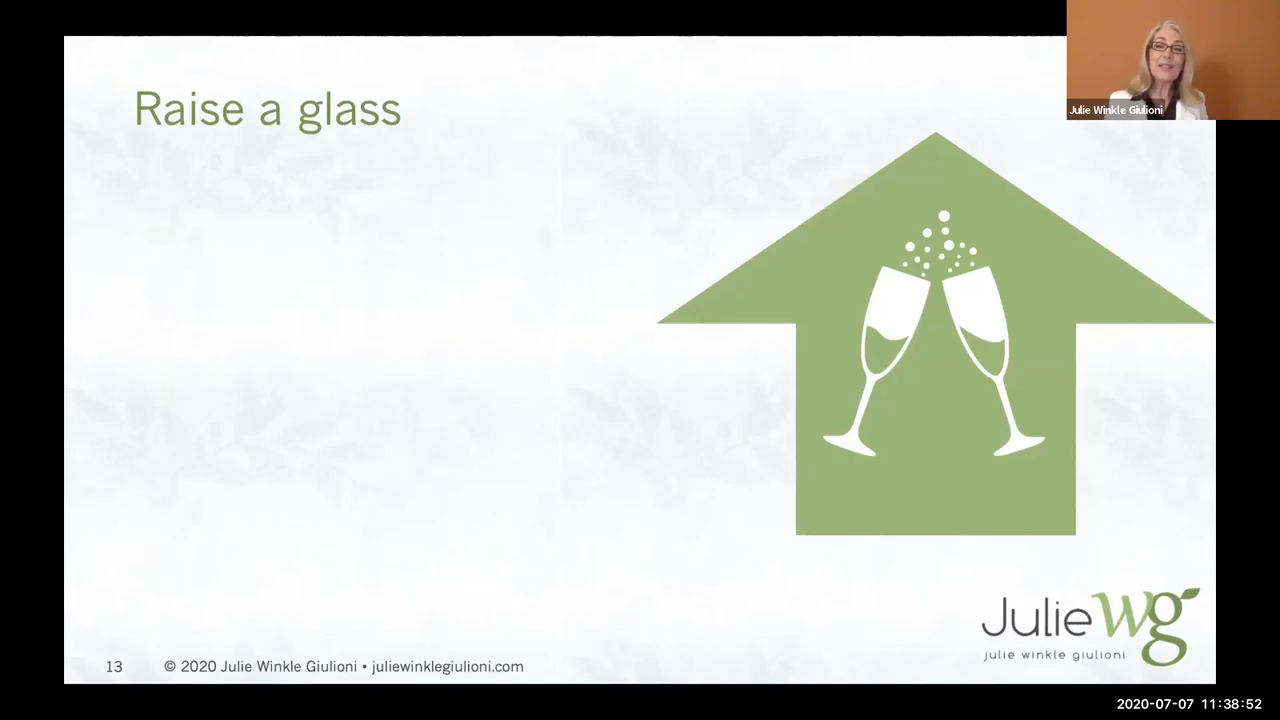 Julie Winkle Giulioni
Raise a glass
Julie wg
julie winkle giulioni
13
© 2020 Julie Winkle Giulioni • juliewinklegiulioni.com
2020-07-07 11:38:52